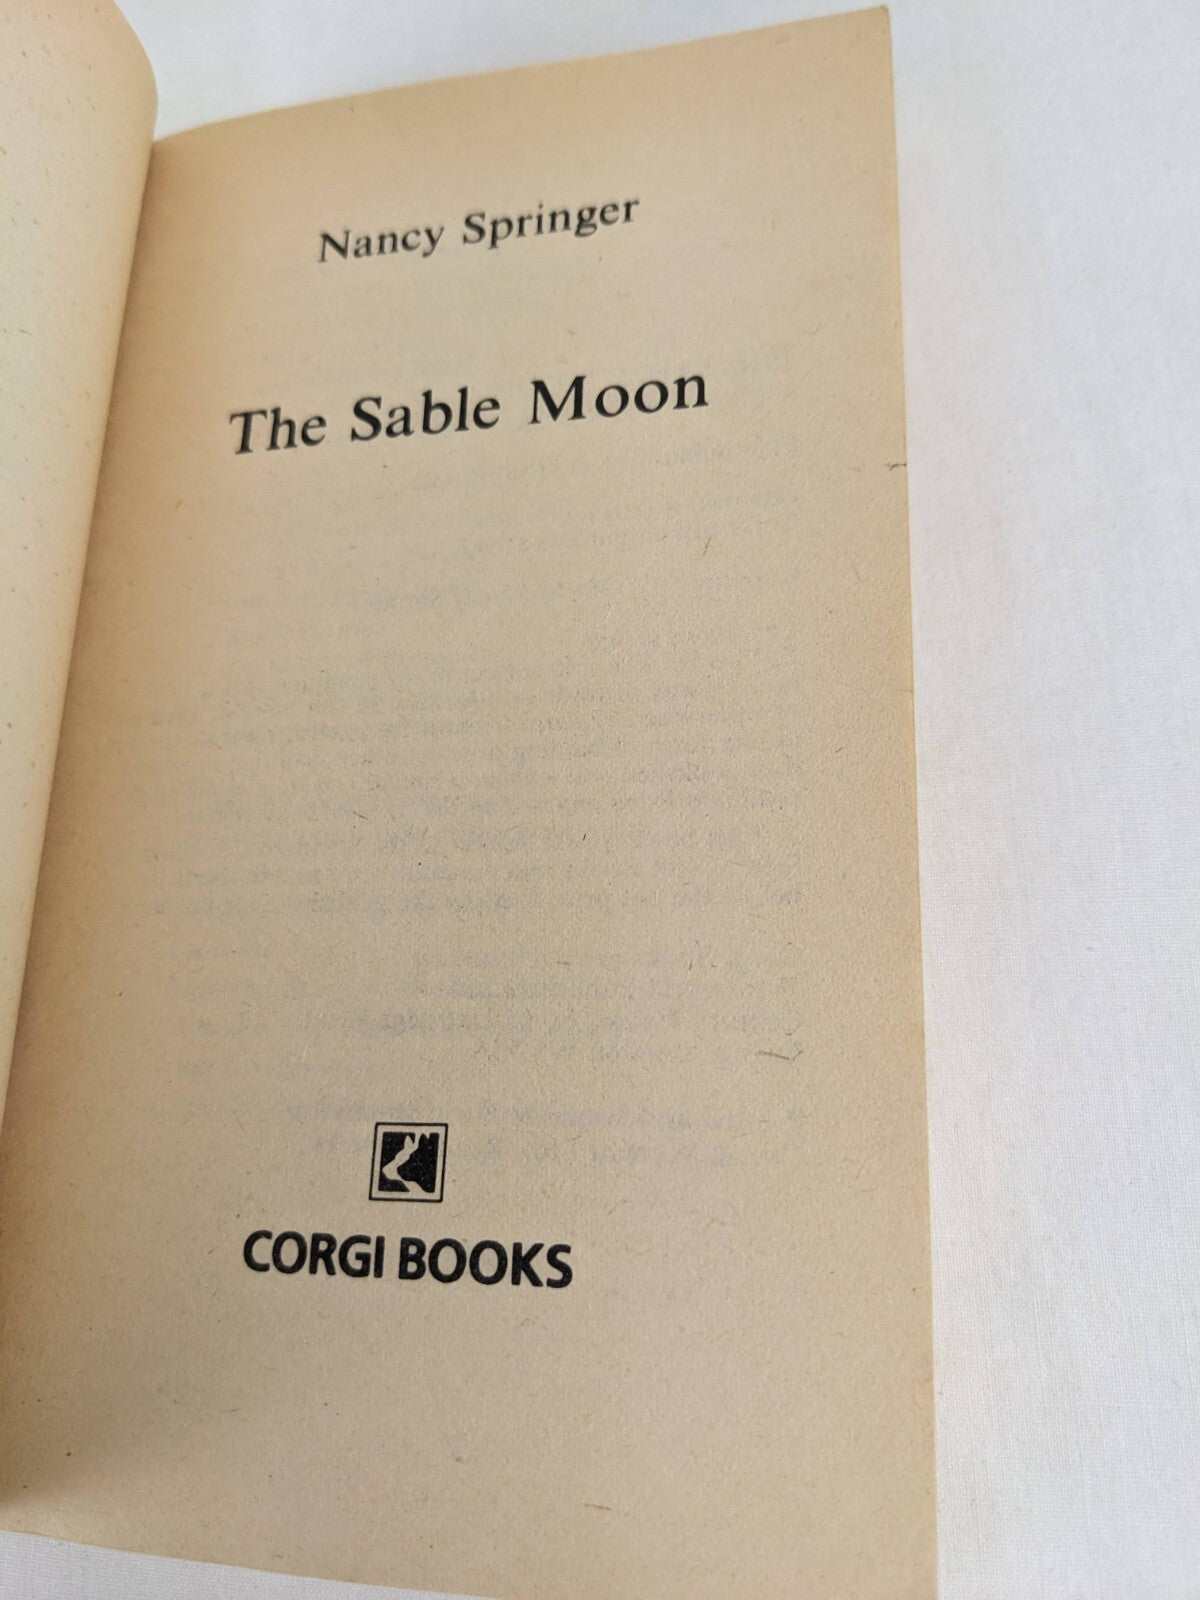 Nancy Springer
The Sable Moon
CORGI BOOKS